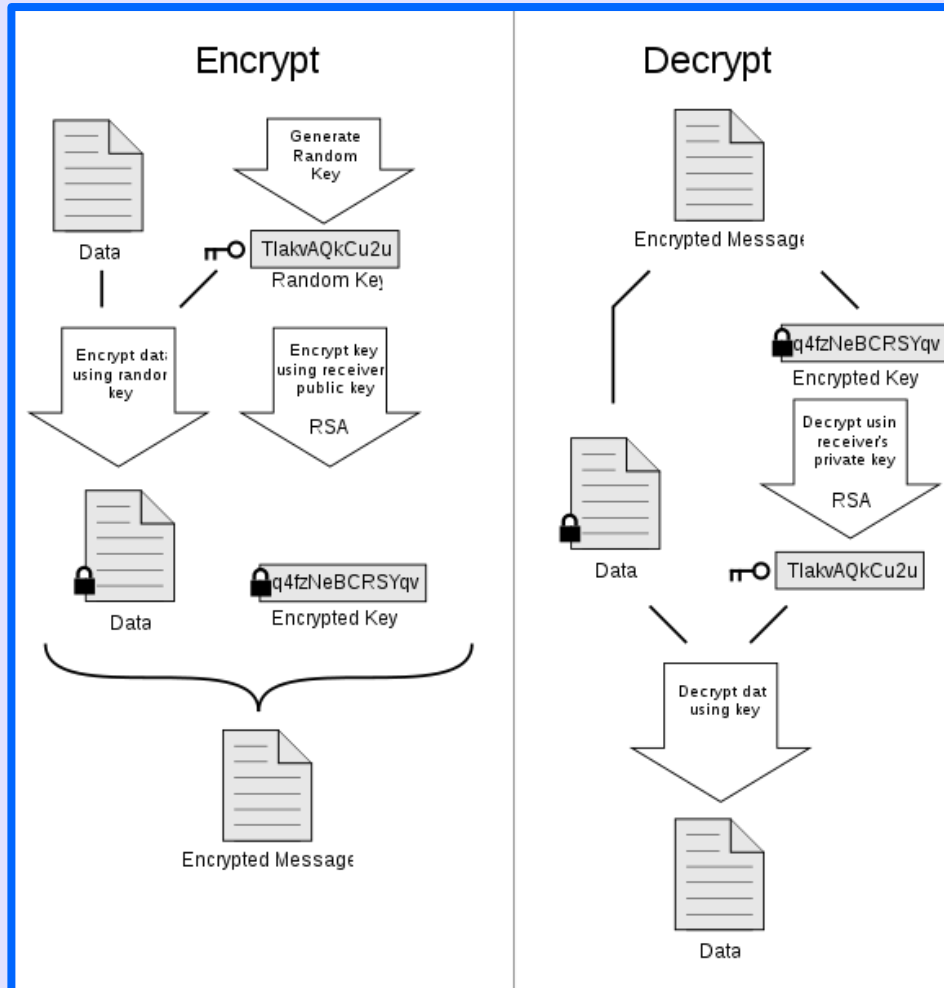 Encrypt
Generate
Random
Key
Data
TlakvAQkCu2u
Random Key
Encrypt data
using randor
key
Encrypt key
using receiver
public key
RSA
Data
q4fzNeBCRSYqv
Encrypted Key
Encrypted Message
Decrypt
Encrypted Message
q4fzNeBCRSYqv
Encrypted Key
Decrypt usin
receiver's
private key
RSA
Data
TlakvAQkCu2u
Decrypt dat
using key
Data